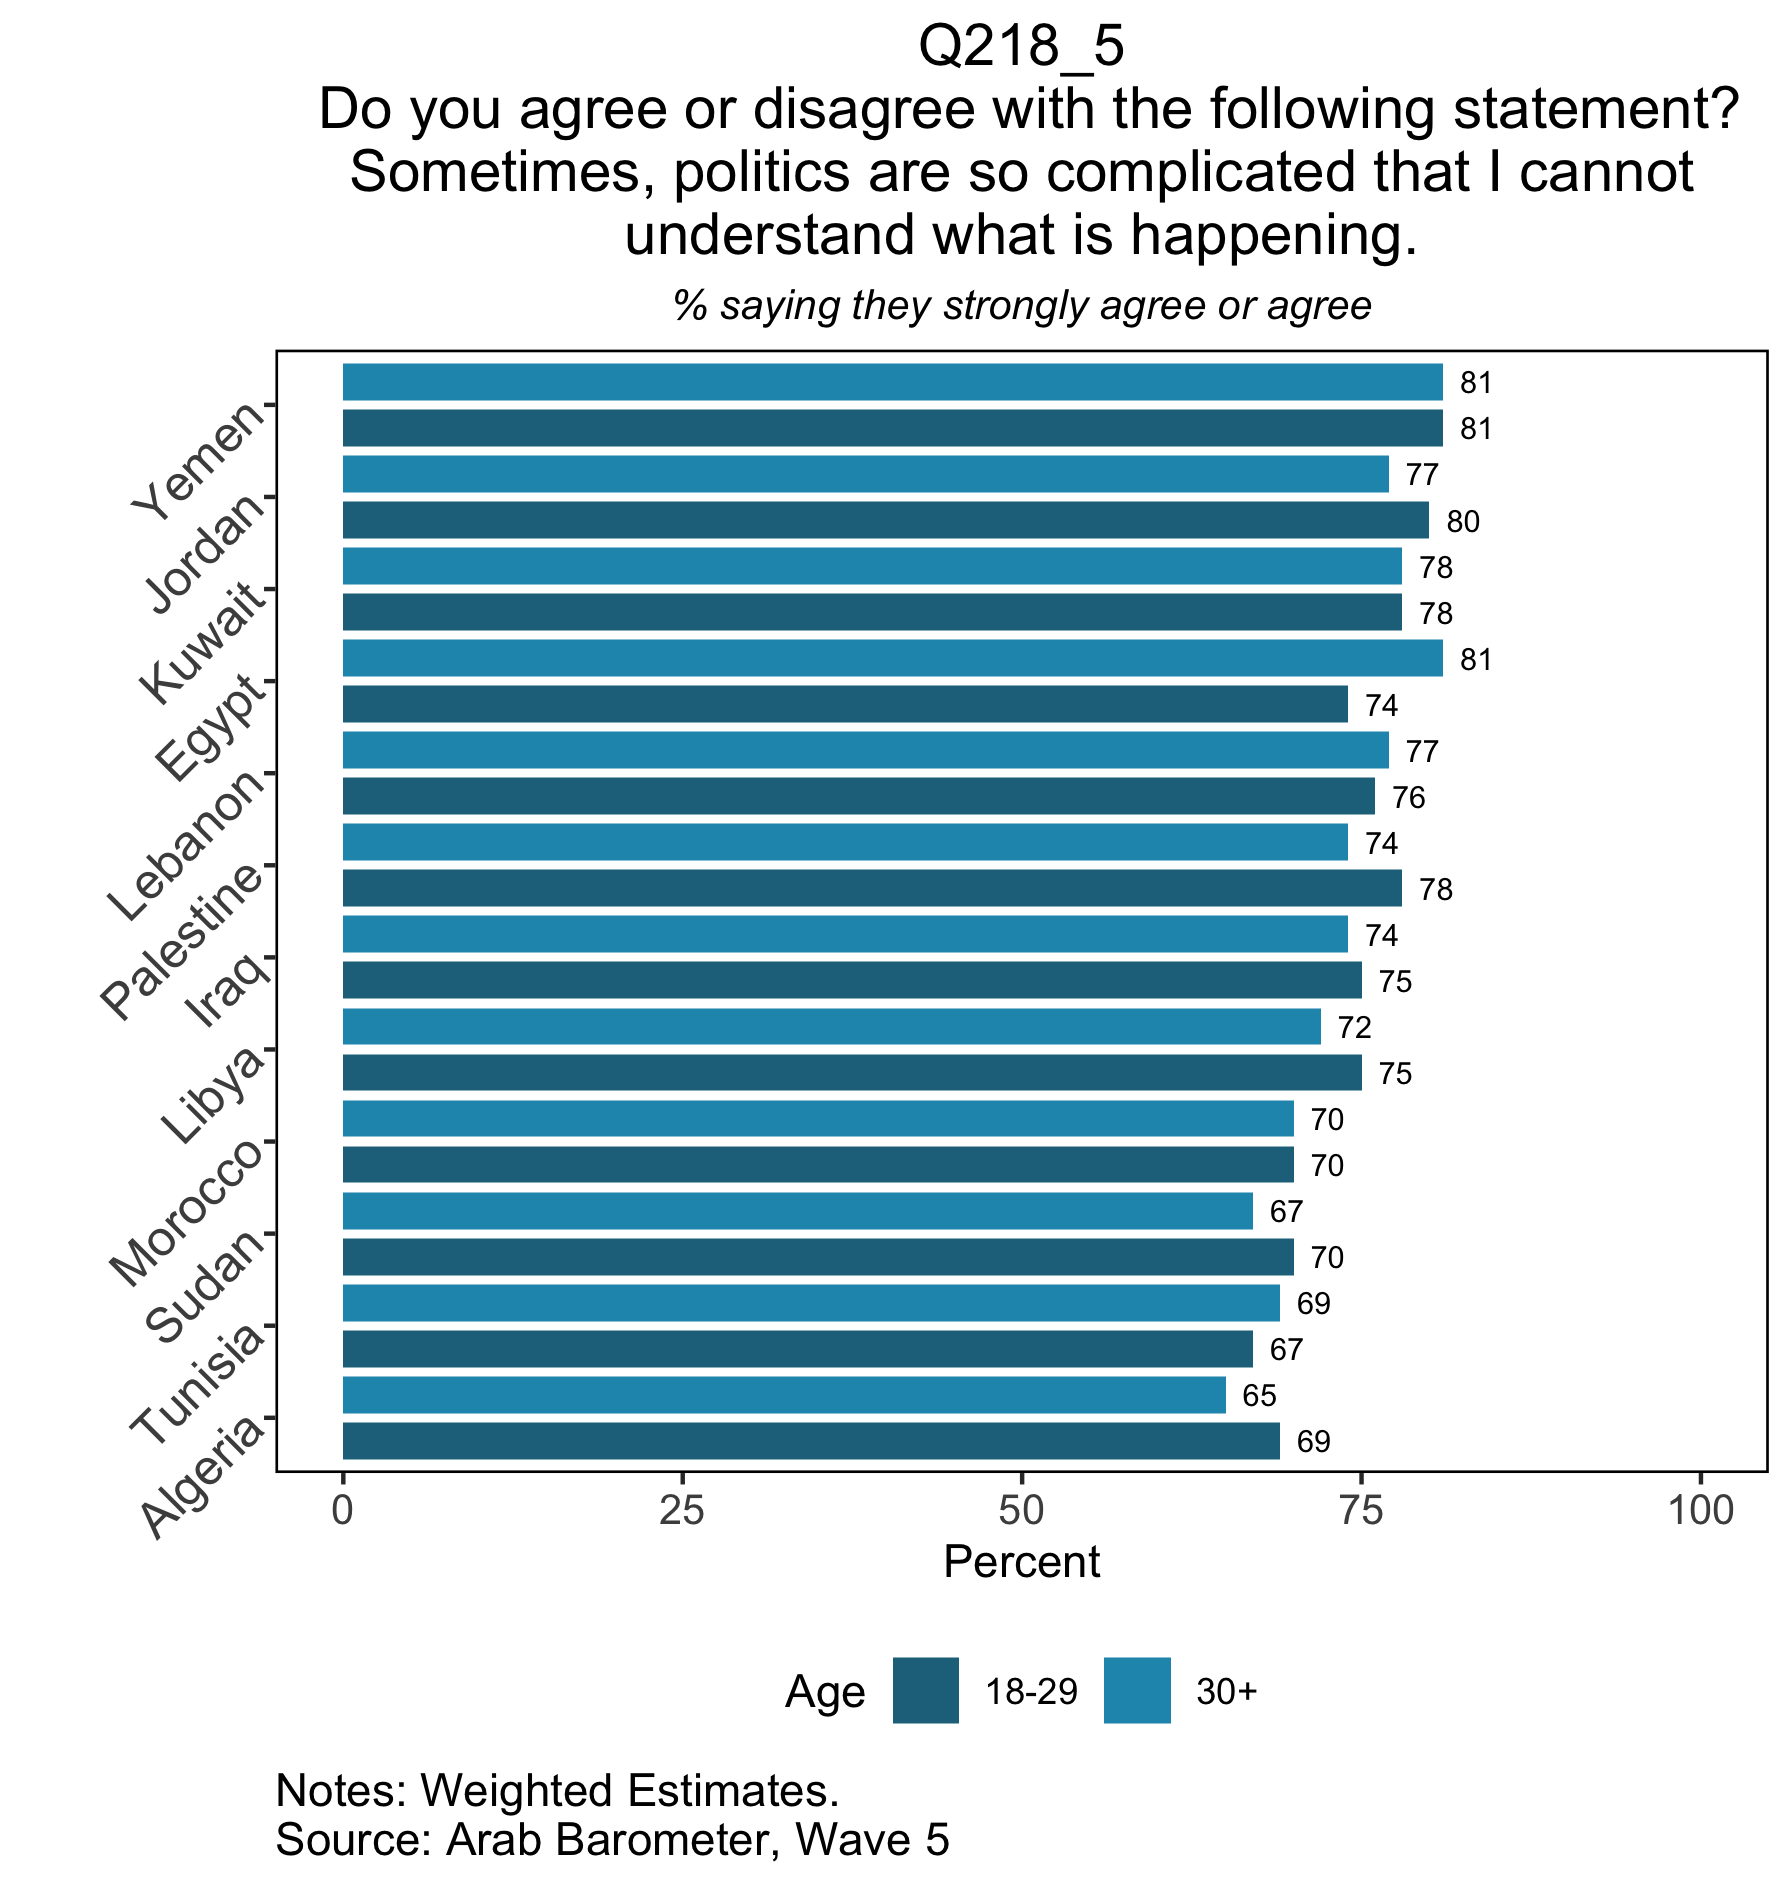 Q218_5
Do you agree or disagree with the following statement?
Sometimes, politics are so complicated that I cannot
understand what is happening.
% saying they strongly agree or agree
81
Yemen
81
77
Jordan
80
78
Kuwait
78
81
Egypt
74
77
Lebanon
76
74
Palestine
78
74
Iraq
75
72
Libya
75
70
Morocco
70
67
Sudan
70
69
Tunisia
67
65
Algeria
69
0 25 50 75 100
Percent
Age 18-29 30+
Notes: Weighted Estimates.
Source: Arab Barometer, Wave 5